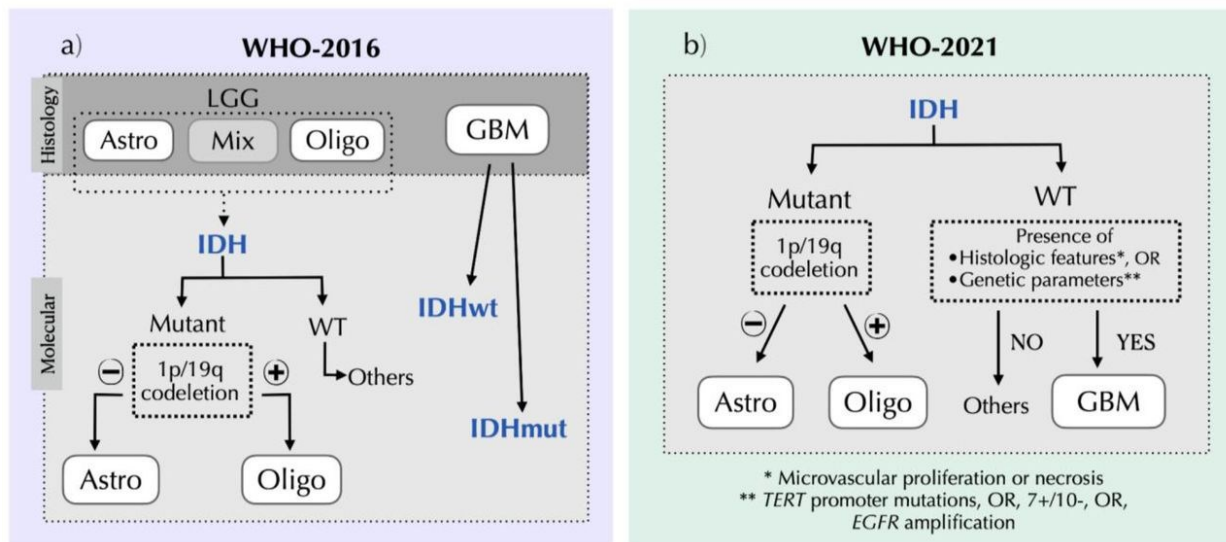 a)
WHO-2016
Histology
LGG
Astro
Mix
Oligo
GBM
Molecular
IDH
Mutant
WT
Others
⊖
1p/19q
codeletion
⊕
Astro
Oligo
IDHwt
IDHmut
b)
WHO-2021
IDH
Mutant
WT
1p/19q
codeletion
Presence of
•Histologic features*, OR
•Genetic parameters**
⊖
⊕
NO
YES
Astro
Oligo
Others
GBM
* Microvascular proliferation or necrosis
** TERT promoter mutations, OR, 7+/10-, OR,
EGFR amplification